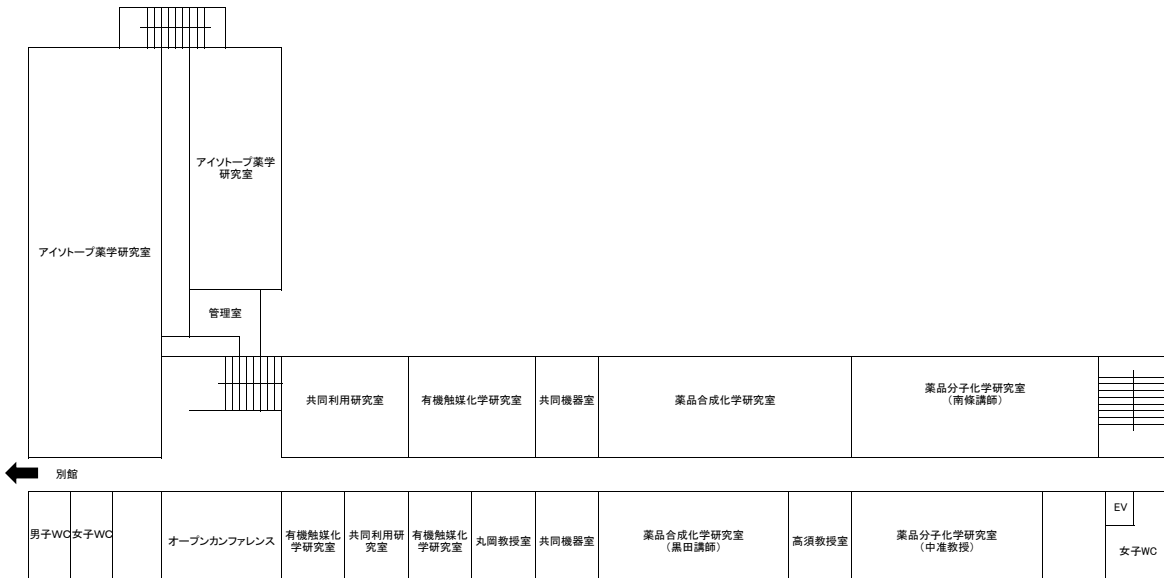 アイソトープ薬学
研究室
アイソトープ薬学研究室
管理室
共同利用研究室
有機触媒化学研究室
共同機器室
薬品合成化学研究室
薬品分子化学研究室
（南條講師）
別館
男子WC
女子WC
オープンカンファレンス
有機触媒化
学研究室
共同利用研
究室
有機触媒化
学研究室
丸岡教授室
共同機器室
薬品合成化学研究室
（黒田講師）
高須教授室
薬品分子化学研究室
（中准教授）
EV
女子WC